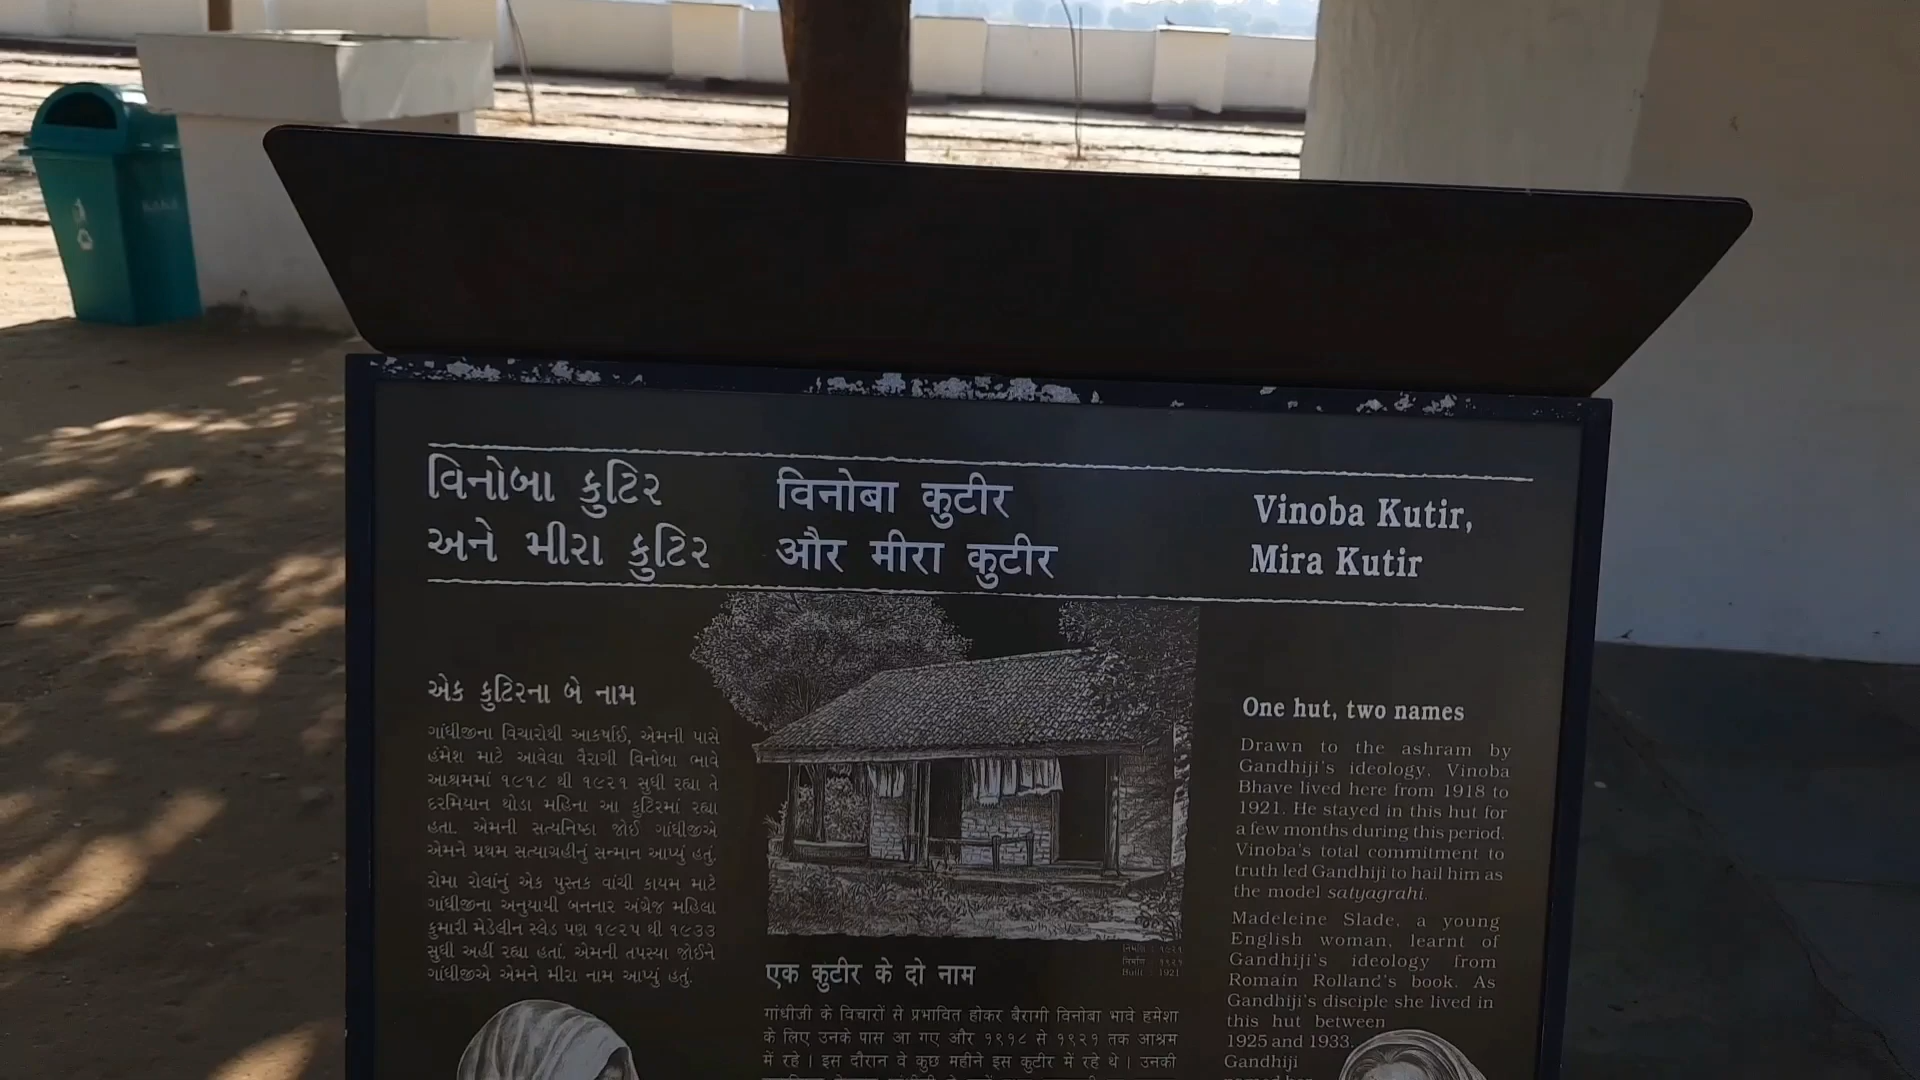 વિનોબા કુટિર
અને મીરા કુટિર
विनोबा कुटीर
और मीरा कुटीर
Vinoba Kutir,
Mira Kutir
એક કુટિરના બે નામ
ગાંધીજીના વિચારોથી આકર્ષાઈ, એમની પાસે
હંમેશ માટે આવેલા વૈરાગી વિનોબા ભાવે
આશ્રમમાં ૧૯૧૮ થી ૧૯૨૧ સુધી રહ્યા તે
દરમિયાન થોડા મહિના આ કુટિરમાં રહ્યા
હતા. એમની સત્યનિષ્ઠા જોઈ ગાંધીજીએ
એમને પ્રથમ સત્યાગ્રહીનું સન્માન આપ્યું હતું.
રોમા રોલાંનું એક પુસ્તક વાંચી કાયમ માટે
ગાંધીજીના અનુયાયી બનનાર અંગ્રેજ મહિલા
કુમારી મેડેલીન સ્લેડ પણ ૧૯૨૫ થી ૧૯૩૩
સુધી અહીં રહ્યા હતાં. એમની તપસ્યા જોઈને
ગાંધીજીએ એમને મીરા નામ આપ્યું હતું.
નિર્માણ : ૧૯૨૧
निर्माण : १९२१
Built : 1921
एक कुटीर के दो नाम
गांधीजी के विचारों से प्रभावित होकर बैरागी विनोबा भावे हमेशा
के लिए उनके पास आ गए और १९१८ से १९२१ तक आश्रम
में रहे । इस दौरान वे कुछ महीने इस कुटीर में रहे थे । उनकी
One hut, two names
Drawn to the ashram by
Gandhiji's ideology, Vinoba
Bhave lived here from 1918 to
1921. He stayed in this hut for
a few months during this period.
Vinoba's total commitment to
truth led Gandhiji to hail him as
the model satyagrahi.
Madeleine Slade, a young
English woman, learnt of
Gandhiji's ideology from
Romain Rolland's book. As
Gandhiji's disciple she lived in
this hut between
1925 and 1933.
Gandhiji